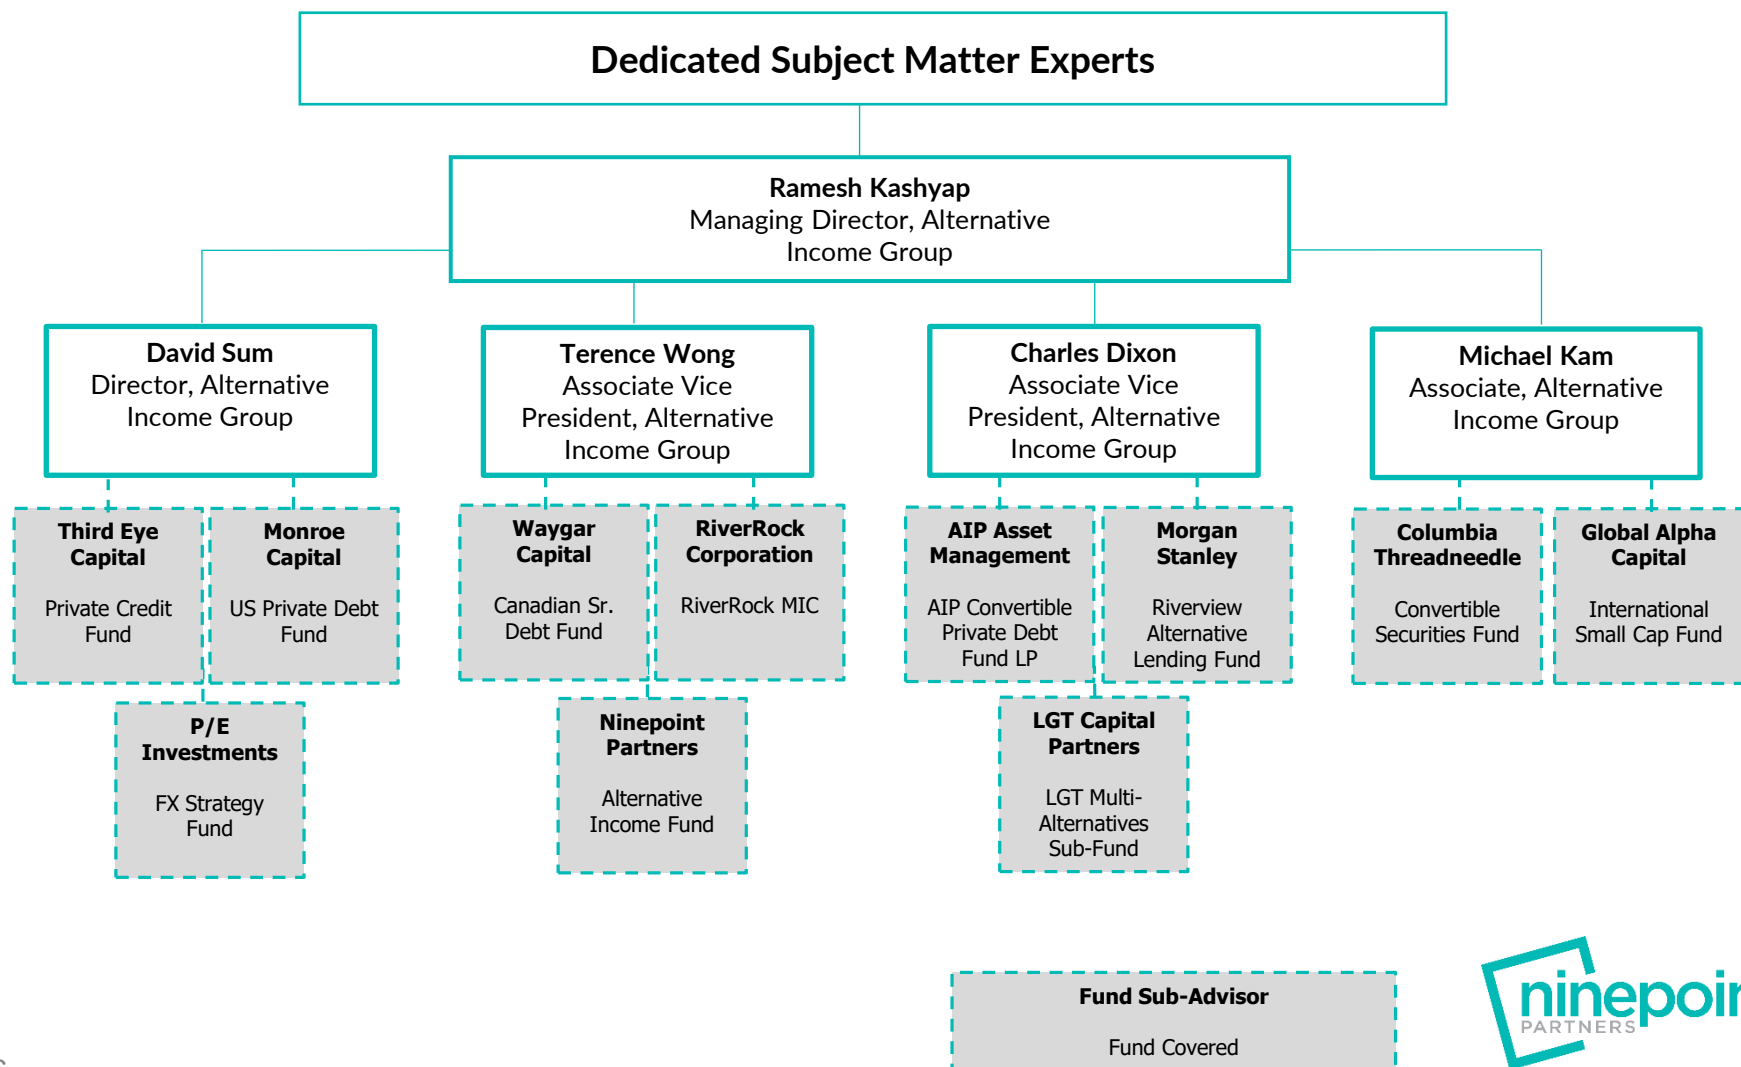 Dedicated Subject Matter Experts
Ramesh Kashyap
Managing Director, Alternative
Income Group
David Sum
Director, Alternative
Income Group
Terence Wong
Associate Vice
President, Alternative
Income Group
Charles Dixon
Associate Vice
President, Alternative
Income Group
Michael Kam
Associate, Alternative
Income Group
Third Eye
Capital
Private Credit
Fund
Monroe
Capital
US Private Debt
Fund
Waygar
Capital
Canadian Sr.
Debt Fund
RiverRock
Corporation
RiverRock MIC
AIP Asset
Management
AIP Convertible
Private Debt
Fund LP
Morgan
Stanley
Riverview
Alternative
Lending Fund
Columbia
Threadneedle
Convertible
Securities Fund
Global Alpha
Capital
International
Small Cap Fund
P/E
Investments
FX Strategy
Fund
Ninepoint
Partners
Alternative
Income Fund
LGT Capital
Partners
LGT Multi-
Alternatives
Sub-Fund
Fund Sub-Advisor
Fund Covered
ninepoin
PARTNERS